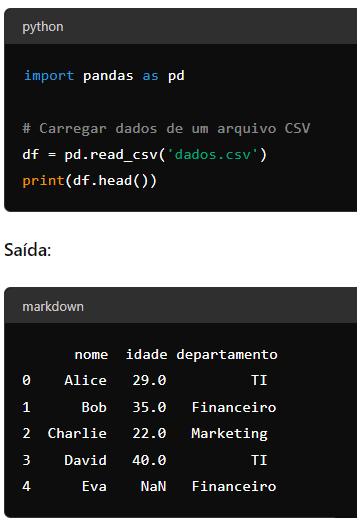 python
import pandas as pd
# Carregar dados de um arquivo CSV
df = pd.read_csv('dados.csv')
print(df.head())
Saída:
markdown
nome idade departamento
0 Alice 29.0 TI
1 Bob 35.0 Financeiro
2 Charlie 22.0 Marketing
3 David 40.0 TI
4 Eva NaN Financeiro